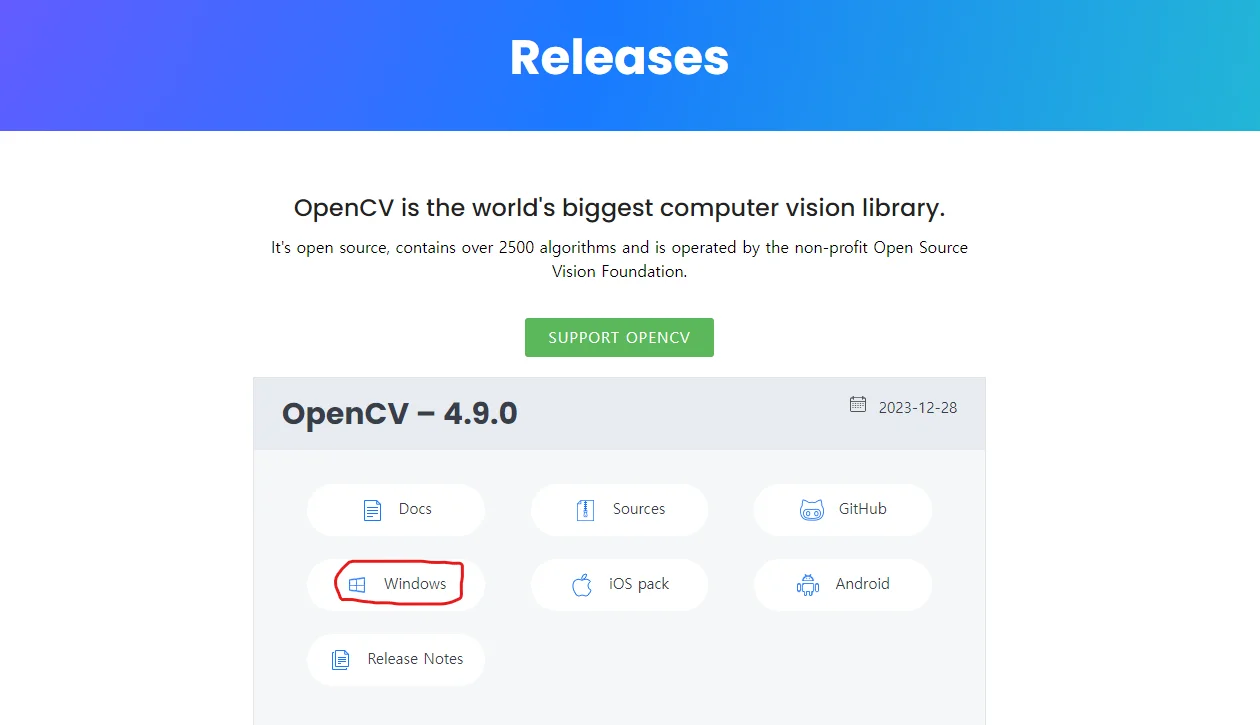 Releases
OpenCV is the world's biggest computer vision library.
It's open source, contains over 2500 algorithms and is operated by the non-profit Open Source
Vision Foundation.
SUPPORT OPENCV
OpenCV – 4.9.0
2023-12-28
Docs
Sources
GitHub
Windows
iOS pack
Android
Release Notes